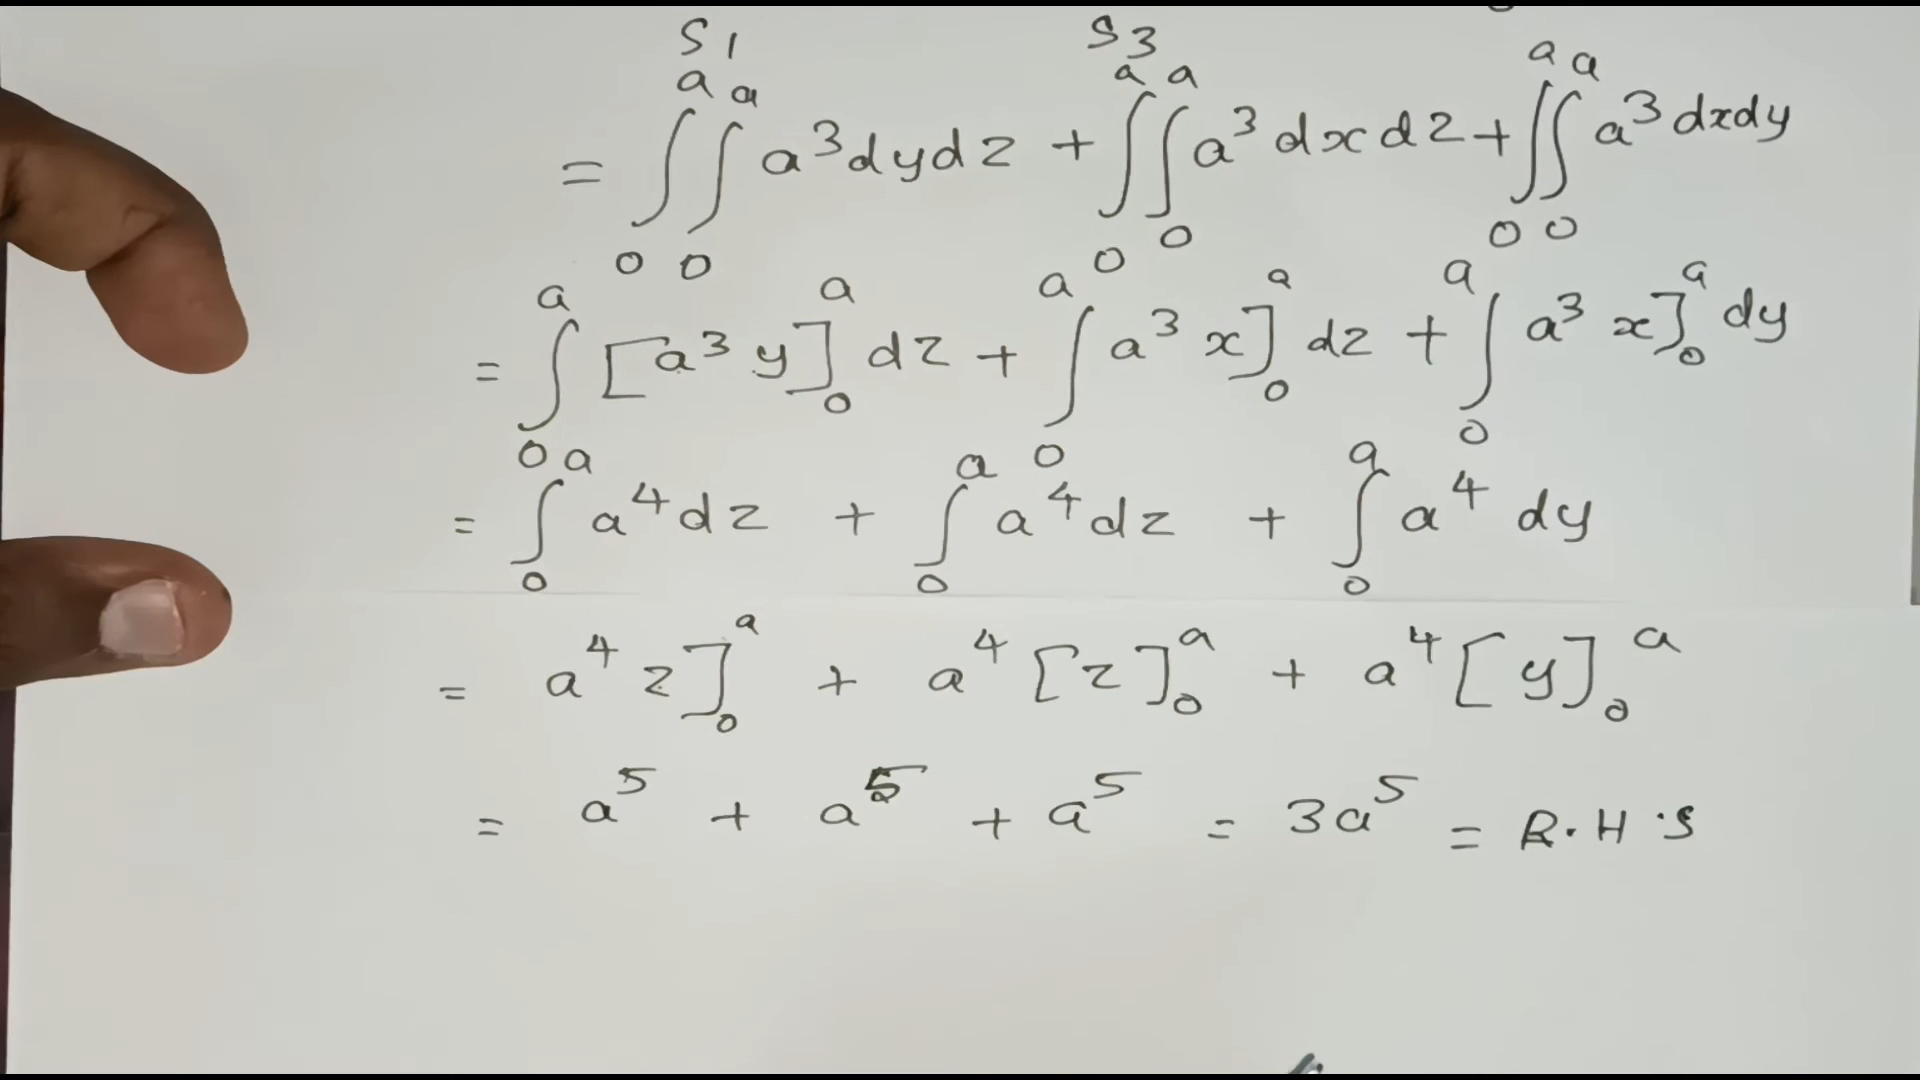 S1 S3
= ∫₀ᵃ ∫₀ᵃ a³ dy dz + ∫₀ᵃ ∫₀ᵃ a³ dx dz + ∫₀ᵃ ∫₀ᵃ a³ dx dy
= ∫₀ᵃ [a³ y]₀ᵃ dz + ∫₀ᵃ a³ x]₀ᵃ dz + ∫₀ᵃ a³ x]₀ᵃ dy
= ∫₀ᵃ a⁴ dz + ∫₀ᵃ a⁴ dz + ∫₀ᵃ a⁴ dy
= a⁴ z]₀ᵃ + a⁴ [z]₀ᵃ + a⁴ [y]₀ᵃ
= a⁵ + a⁵ + a⁵ = 3a⁵ = R.H.S